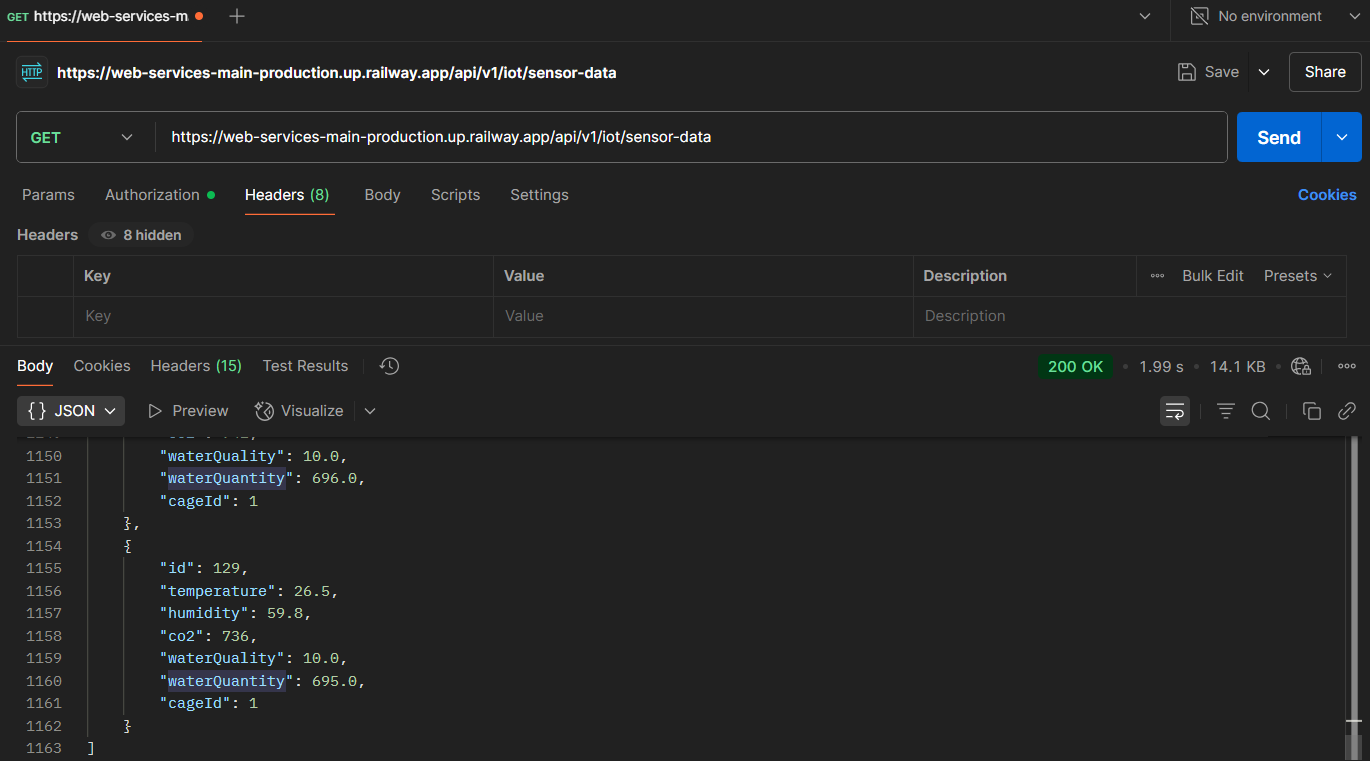 GET https://web-services-m No environment
HTTP https://web-services-main-production.up.railway.app/api/v1/iot/sensor-data Save Share
GET https://web-services-main-production.up.railway.app/api/v1/iot/sensor-data Send
Params Authorization Headers (8) Body Scripts Settings Cookies
Headers 8 hidden
Key Value Description Bulk Edit Presets
Key Value Description
Body Cookies Headers (15) Test Results 200 OK 1.99 s 14.1 KB
{} JSON Preview Visualize
1150 "waterQuality": 10.0,
1151 "waterQuantity": 696.0,
1152 "cageId": 1
1153 },
1154 {
1155 "id": 129,
1156 "temperature": 26.5,
1157 "humidity": 59.8,
1158 "co2": 736,
1159 "waterQuality": 10.0,
1160 "waterQuantity": 695.0,
1161 "cageId": 1
1162 }
1163 ]